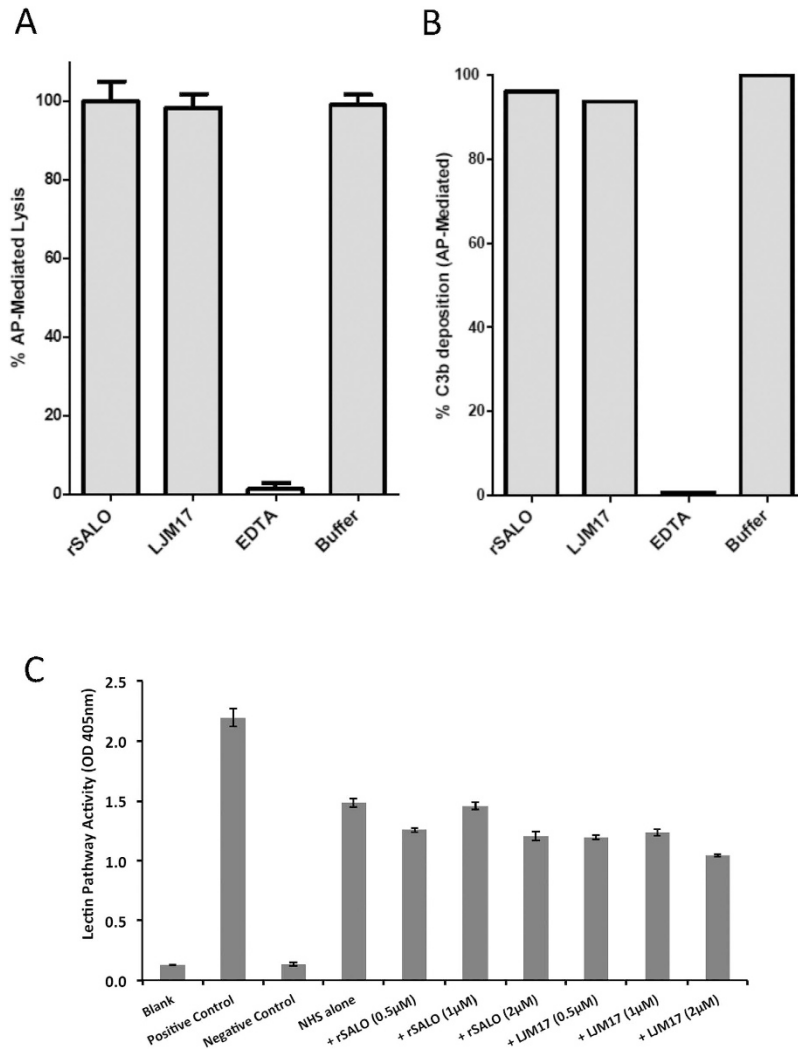 A
% AP-Mediated Lysis
100
80
60
40
20
0
rSALO
LJM17
EDTA
Buffer
B
% C3b deposition (AP-Mediated)
100
80
60
40
20
0
rSALO
LJM17
EDTA
Buffer
C
Lectin Pathway Activity (OD 405nm)
2.5
2.0
1.5
1.0
0.5
0.0
Blank
Positive Control
Negative Control
NHS alone
+ rSALO (0.5µM)
+ rSALO (1µM)
+ rSALO (2µM)
+ LJM17 (0.5µM)
+ LJM17 (1µM)
+ LJM17 (2µM)